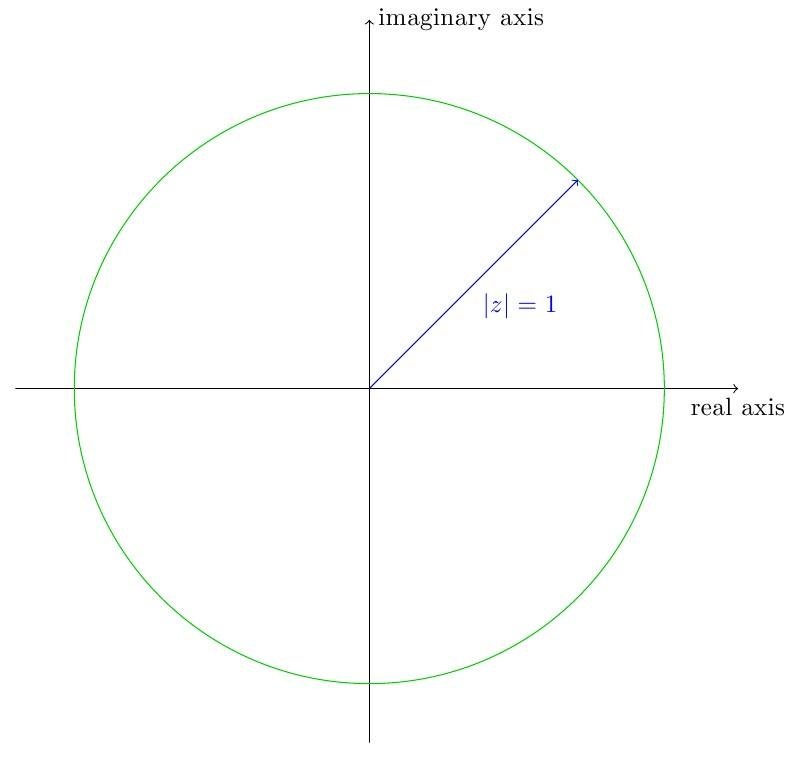 imaginary axis
|z| = 1
real axis